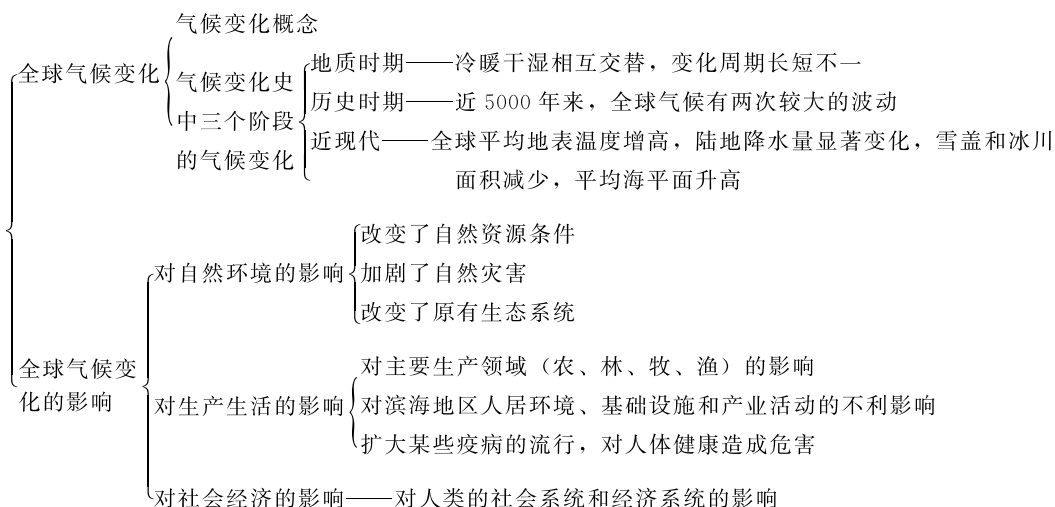 气候变化概念
全球气候变化
气候变化史
中三个阶段
的气候变化
地质时期——冷暖干湿相互交替，变化周期长短不一
历史时期——近 5000 年来，全球气候有两次较大的波动
近现代——全球平均地表温度增高，陆地降水量显著变化，雪盖和冰川
面积减少，平均海平面升高
全球气候变
化的影响
对自然环境的影响
改变了自然资源条件
加剧了自然灾害
改变了原有生态系统
对生产生活的影响
对主要生产领域（农、林、牧、渔）的影响
对滨海地区人居环境、基础设施和产业活动的不利影响
扩大某些疫病的流行，对人体健康造成危害
对社会经济的影响——对人类的社会系统和经济系统的影响